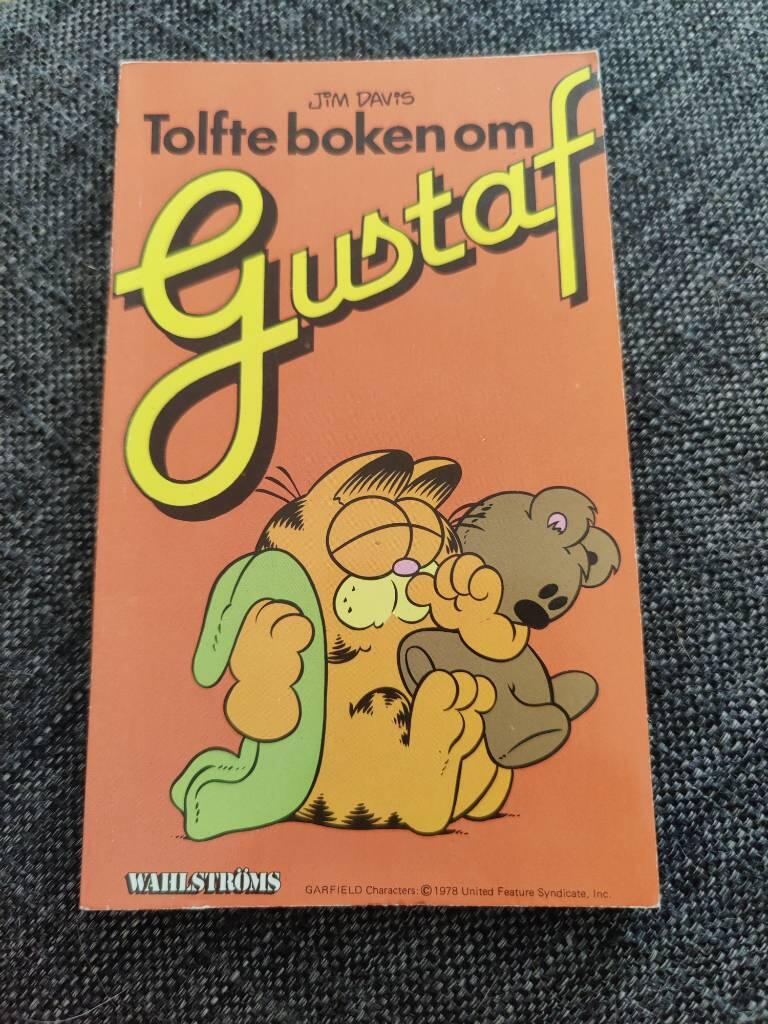 JIM DAVIS
Tolfte boken om
Gustaf
WAHLSTRÖMS
GARFIELD Characters: © 1978 United Feature Syndicate, Inc.